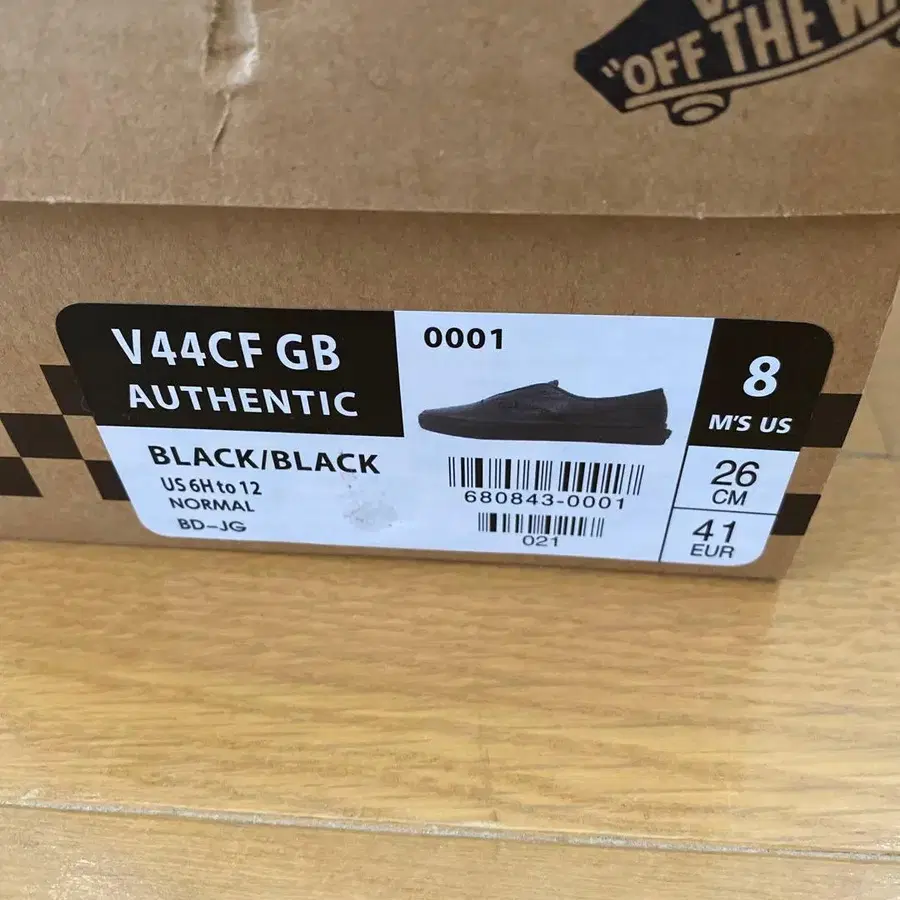 "OFF THE WA
V44CF GB
AUTHENTIC
0001
8
M'S US
BLACK/BLACK
US 6H to 12
NORMAL
BD-JG
680843-0001
021
26
CM
41
EUR